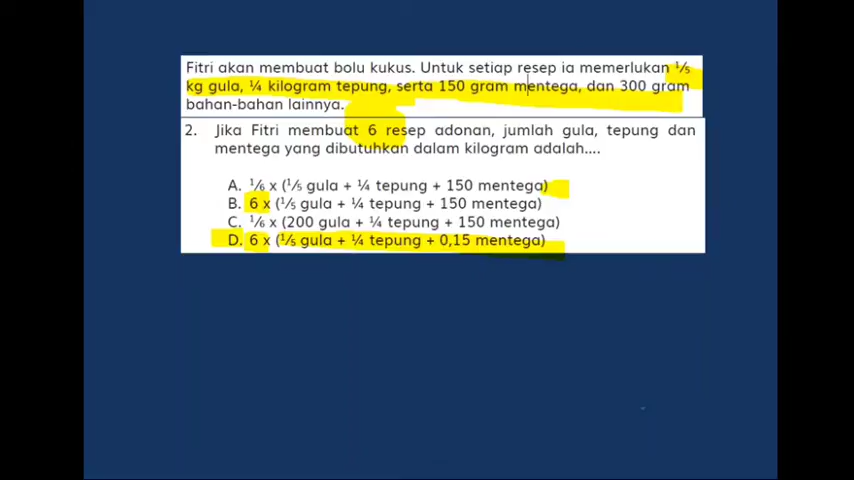 Fitri akan membuat bolu kukus. Untuk setiap resep ia memerlukan ⅕
kg gula, ¼ kilogram tepung, serta 150 gram mentega, dan 300 gram
bahan-bahan lainnya.
2. Jika Fitri membuat 6 resep adonan, jumlah gula, tepung dan
mentega yang dibutuhkan dalam kilogram adalah....
A. ⅙ x (⅕ gula + ¼ tepung + 150 mentega)
B. 6 x (⅕ gula + ¼ tepung + 150 mentega)
C. ⅙ x (200 gula + ¼ tepung + 150 mentega)
D. 6 x (⅕ gula + ¼ tepung + 0,15 mentega)